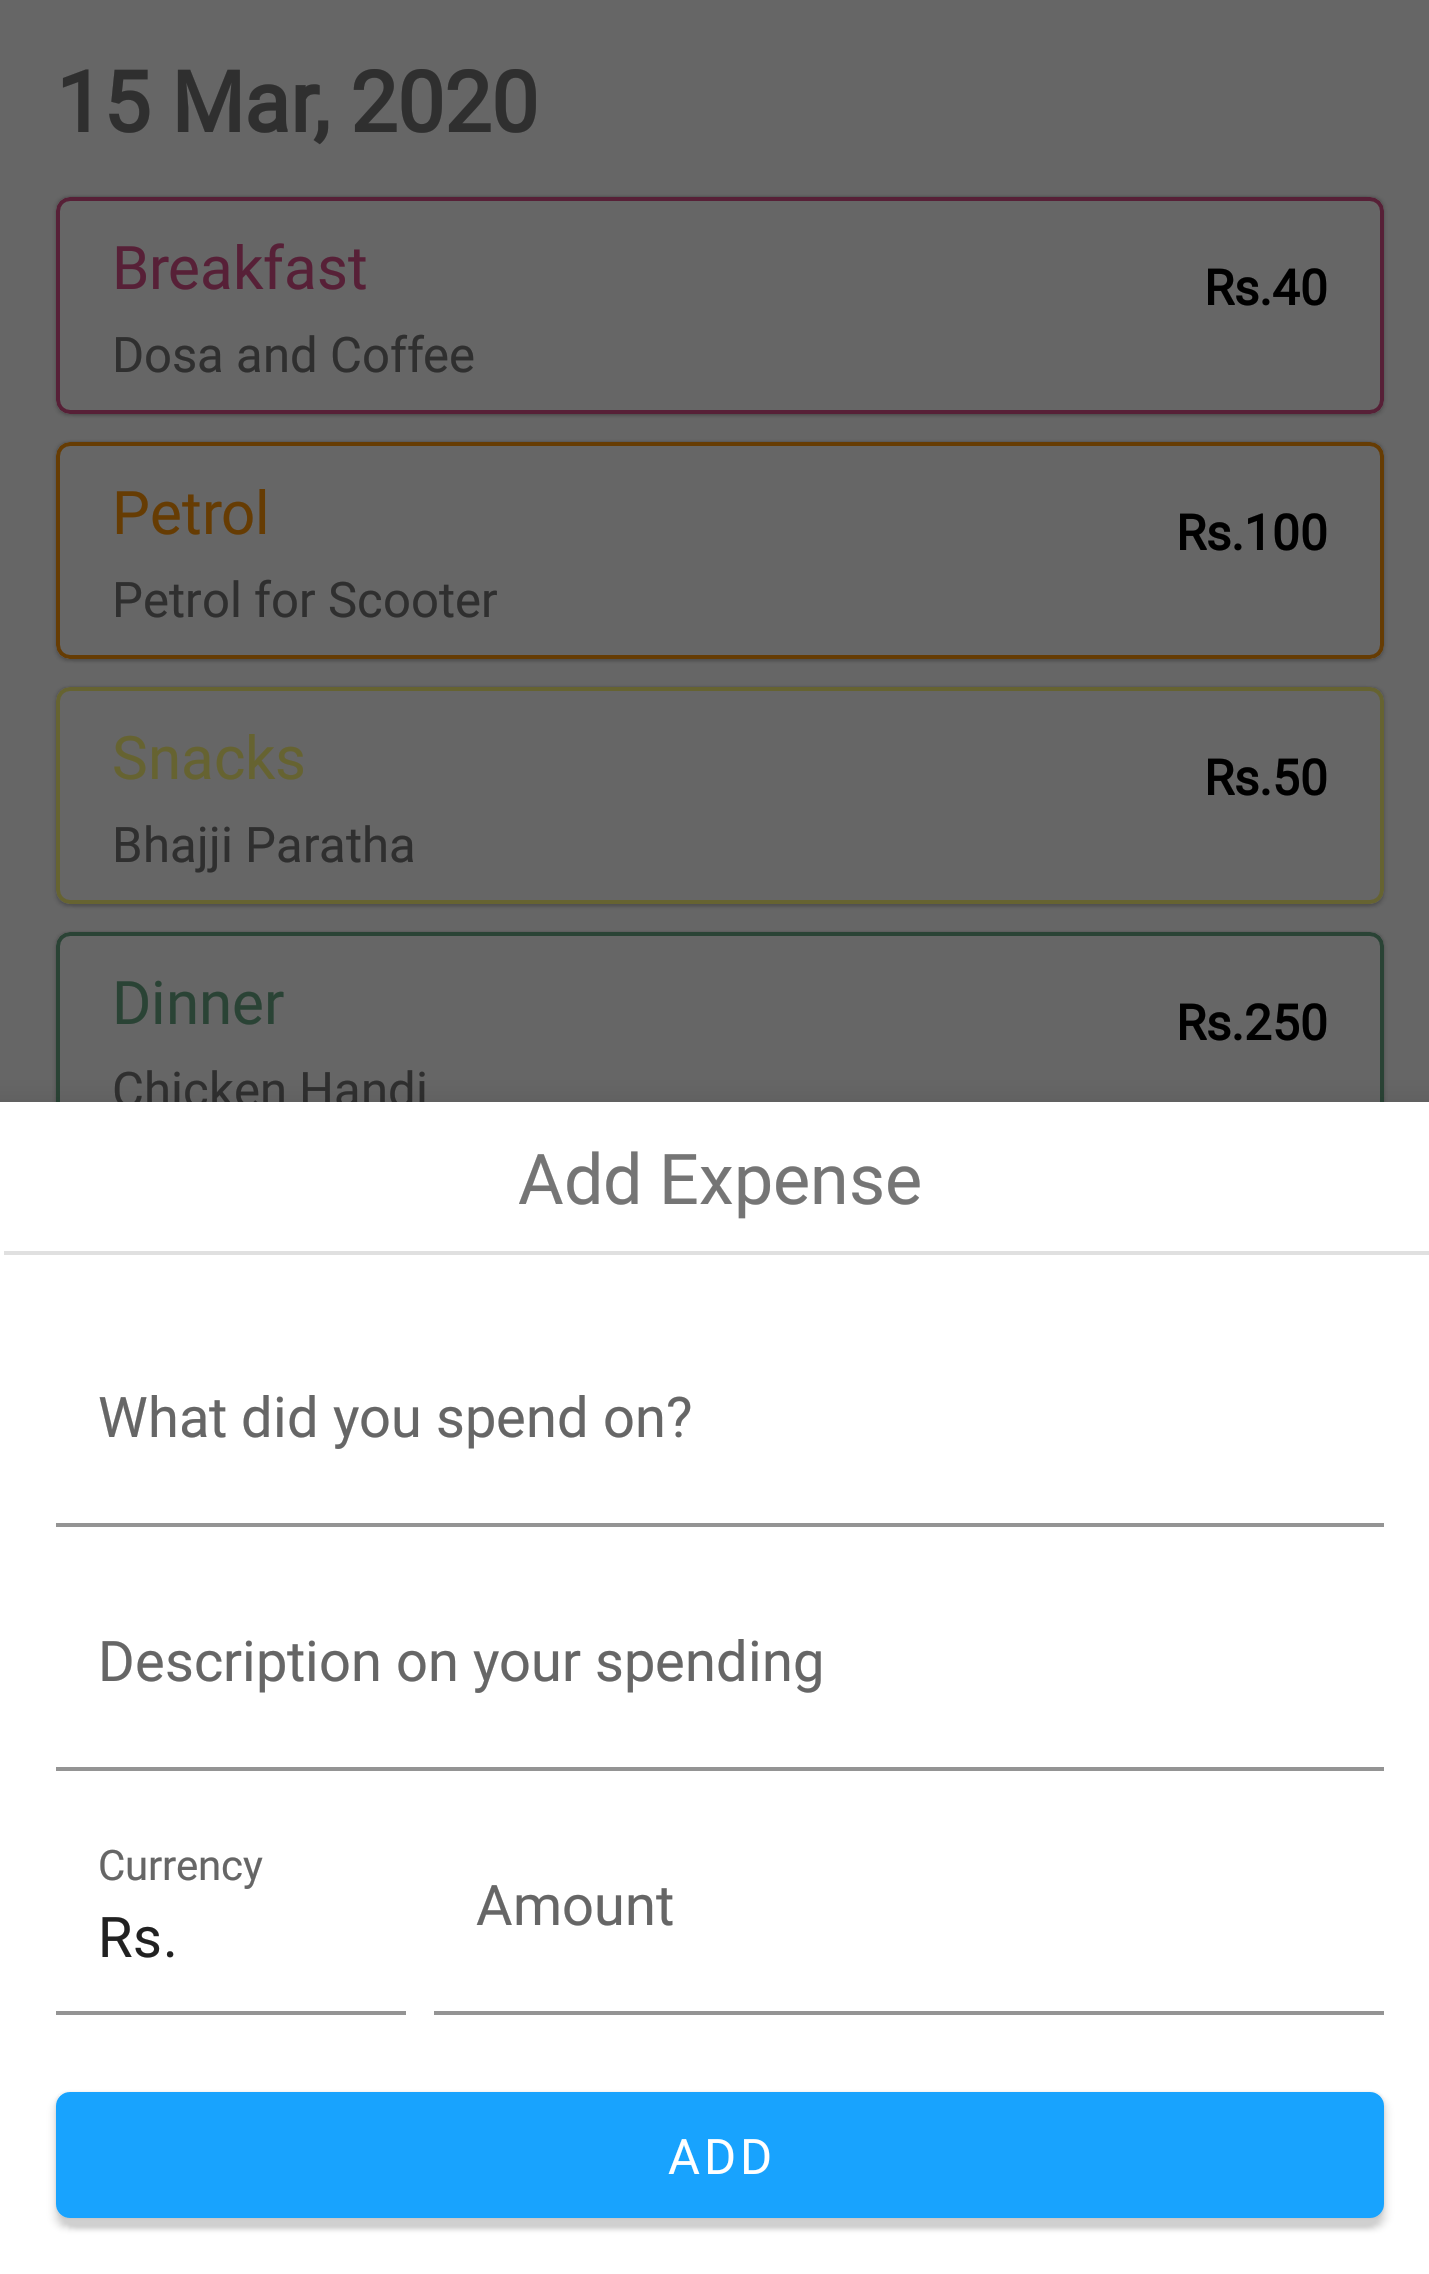 15 Mar, 2020
Breakfast
Rs.40
Dosa and Coffee
Petrol
Rs.100
Petrol for Scooter
Snacks
Rs.50
Bhajji Paratha
Dinner
Rs.250
Chicken Handi
Add Expense
What did you spend on?
Description on your spending
Currency
Rs.
Amount
ADD